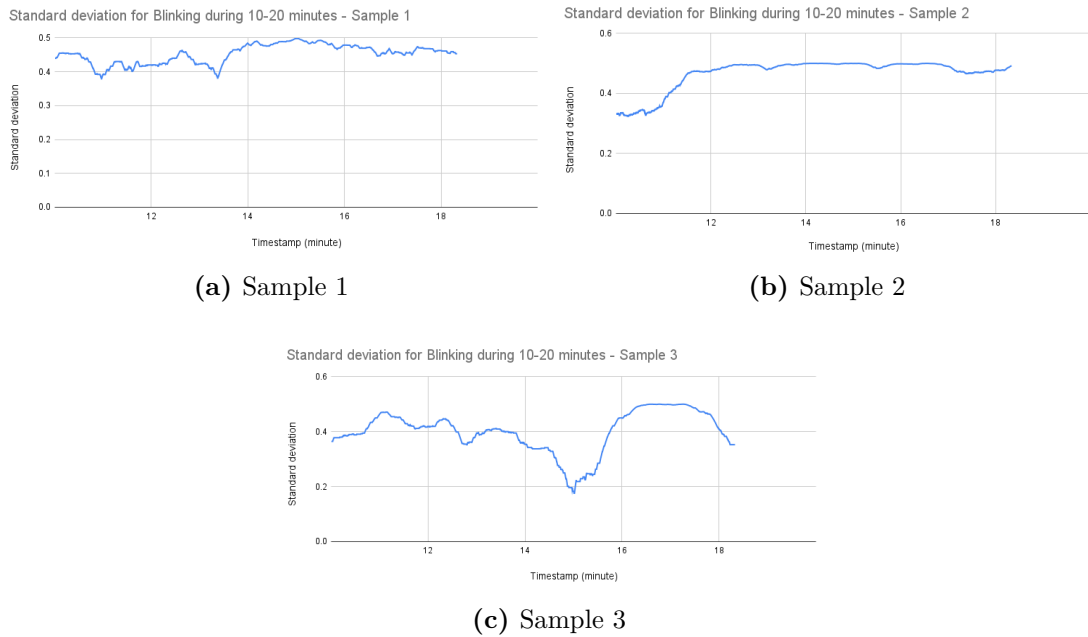 Standard deviation for Blinking during 10-20 minutes - Sample 1
0.5
0.4
0.3
0.2
0.1
0.0
Standard deviation
12 14 16 18
Timestamp (minute)
(a) Sample 1
Standard deviation for Blinking during 10-20 minutes - Sample 2
0.6
0.4
0.2
0.0
Standard deviation
12 14 16 18
Timestamp (minute)
(b) Sample 2
Standard deviation for Blinking during 10-20 minutes - Sample 3
0.6
0.4
0.2
0.0
Standard deviation
12 14 16 18
Timestamp (minute)
(c) Sample 3